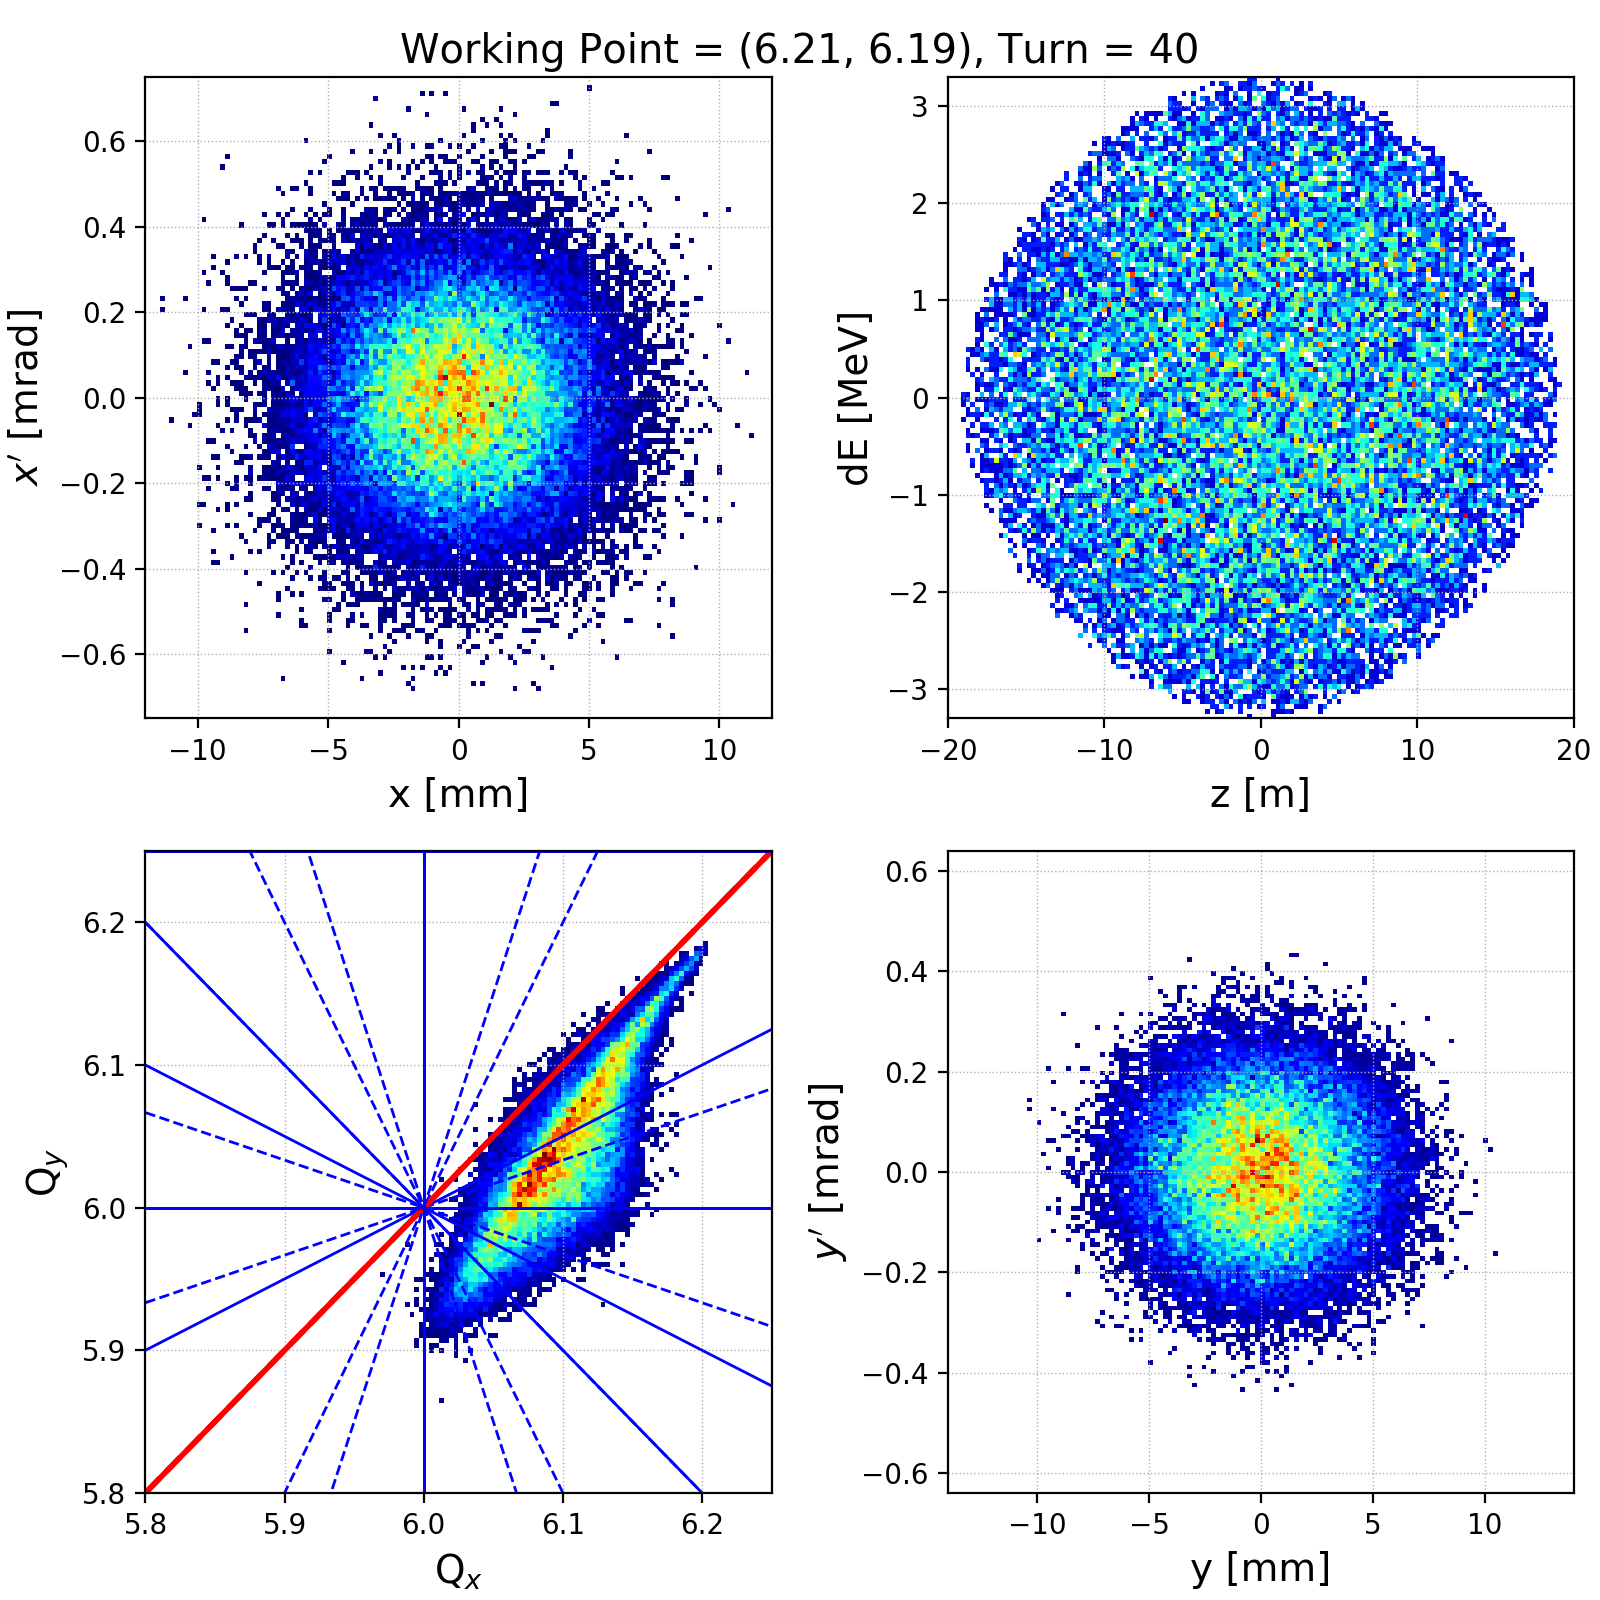 Working Point = (6.21, 6.19), Turn = 40
0.6
0.4
0.2
0.0
−0.2
−0.4
−0.6
x′ [mrad]
−10 −5 0 5 10
x [mm]
3
2
1
0
−1
−2
−3
dE [MeV]
−20 −10 0 10 20
z [m]
6.2
6.1
6.0
5.9
5.8
Qy
5.8 5.9 6.0 6.1 6.2
Qx
0.6
0.4
0.2
0.0
−0.2
−0.4
−0.6
y′ [mrad]
−10 −5 0 5 10
y [mm]